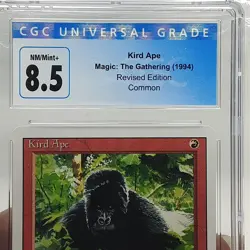 CGC UNIVERSAL GRADE
NM/Mint+
8.5
Kird Ape
Magic: The Gathering (1994)
Revised Edition
Common
Kird Ape